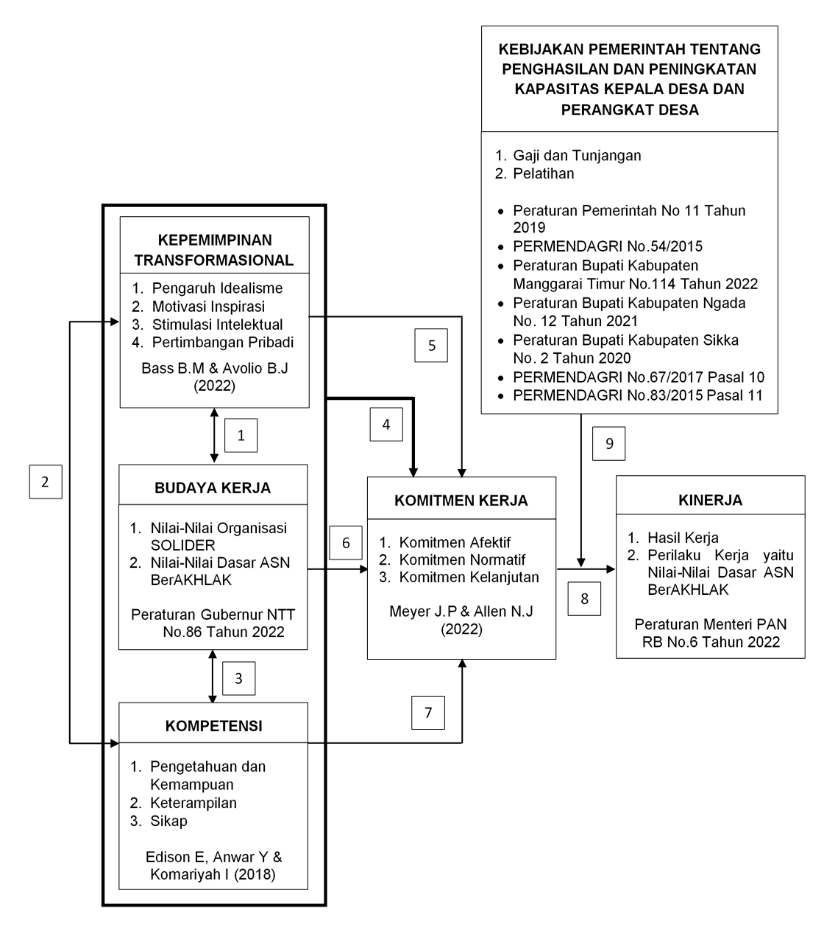 KEBIJAKAN PEMERINTAH TENTANG
PENGHASILAN DAN PENINGKATAN
KAPASITAS KEPALA DESA DAN
PERANGKAT DESA
1. Gaji dan Tunjangan
2. Pelatihan
• Peraturan Pemerintah No 11 Tahun
2019
• PERMENDAGRI No.54/2015
• Peraturan Bupati Kabupaten
Manggarai Timur No.114 Tahun 2022
• Peraturan Bupati Kabupaten Ngada
No. 12 Tahun 2021
• Peraturan Bupati Kabupaten Sikka
No. 2 Tahun 2020
• PERMENDAGRI No.67/2017 Pasal 10
• PERMENDAGRI No.83/2015 Pasal 11
KEPEMIMPINAN
TRANSFORMASIONAL
1. Pengaruh Idealisme
2. Motivasi Inspirasi
3. Stimulasi Intelektual
4. Pertimbangan Pribadi
Bass B.M & Avolio B.J
(2022)
5
4
1
9
2
BUDAYA KERJA
1. Nilai-Nilai Organisasi
SOLIDER
2. Nilai-Nilai Dasar ASN
BerAKHLAK
Peraturan Gubernur NTT
No.86 Tahun 2022
6
KOMITMEN KERJA
1. Komitmen Afektif
2. Komitmen Normatif
3. Komitmen Kelanjutan
Meyer J.P & Allen N.J
(2022)
8
KINERJA
1. Hasil Kerja
2. Perilaku Kerja yaitu
Nilai-Nilai Dasar ASN
BerAKHLAK
Peraturan Menteri PAN
RB No.6 Tahun 2022
3
7
KOMPETENSI
1. Pengetahuan dan
Kemampuan
2. Keterampilan
3. Sikap
Edison E, Anwar Y &
Komariyah I (2018)